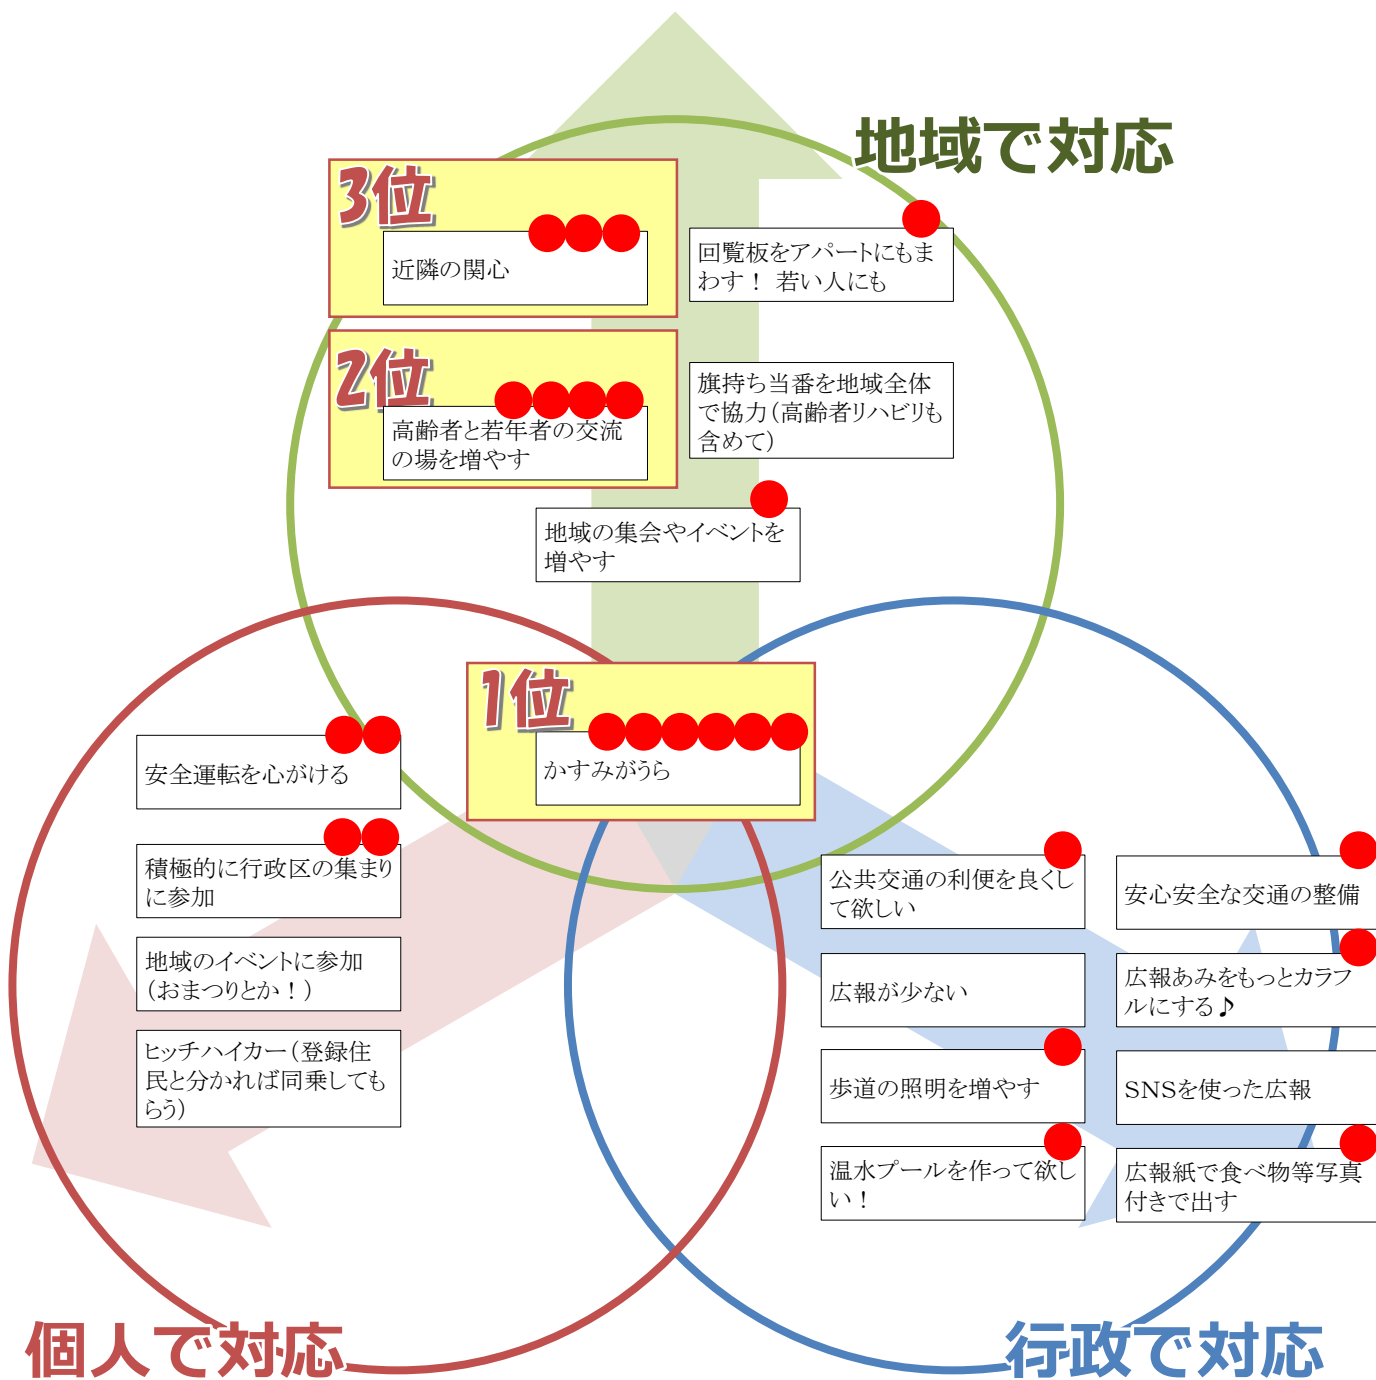 地域で対応
3位
近隣の関心
回覧板をアパートにもま
わす！ 若い人にも
2位
高齢者と若年者の交流
の場を増やす
旗持ち当番を地域全体
で協力（高齢者リハビリも
含めて）
地域の集会やイベントを
増やす
1位
かすみがうら
安全運転を心がける
積極的に行政区の集まり
に参加
地域のイベントに参加
（おまつりとか！）
ヒッチハイカー（登録住
民と分かれば同乗しても
らう）
公共交通の利便を良くし
て欲しい
安心安全な交通の整備
広報が少ない
広報あみをもっとカラフ
ルにする♪
歩道の照明を増やす
SNSを使った広報
温水プールを作って欲し
い！
広報紙で食べ物等写真
付きで出す
個人で対応
行政で対応